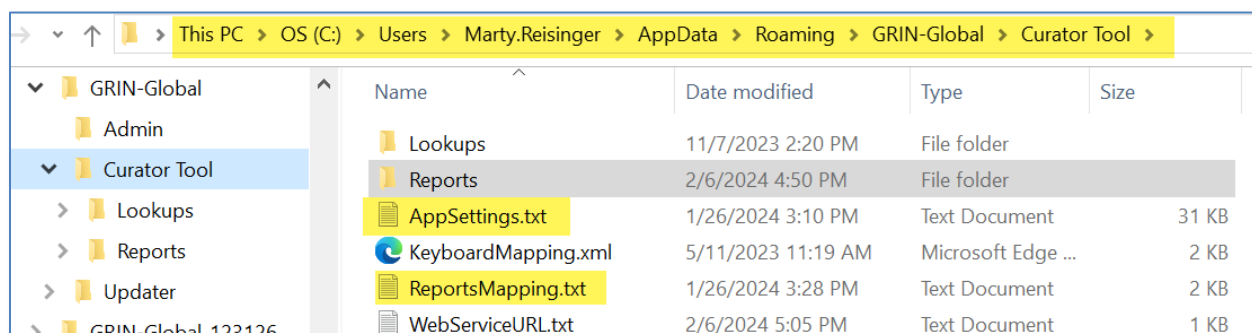 This PC > OS (C:) > Users > Marty.Reisinger > AppData > Roaming > GRIN-Global > Curator Tool >
GRIN-Global
Admin
Curator Tool
Lookups
Reports
Updater
GRIN-Global 123126
Name Date modified Type Size
Lookups 11/7/2023 2:20 PM File folder
Reports 2/6/2024 4:50 PM File folder
AppSettings.txt 1/26/2024 3:10 PM Text Document 31 KB
KeyboardMapping.xml 5/11/2023 11:19 AM Microsoft Edge ... 2 KB
ReportsMapping.txt 1/26/2024 3:28 PM Text Document 2 KB
WebServiceURL.txt 2/6/2024 5:05 PM Text Document 1 KB